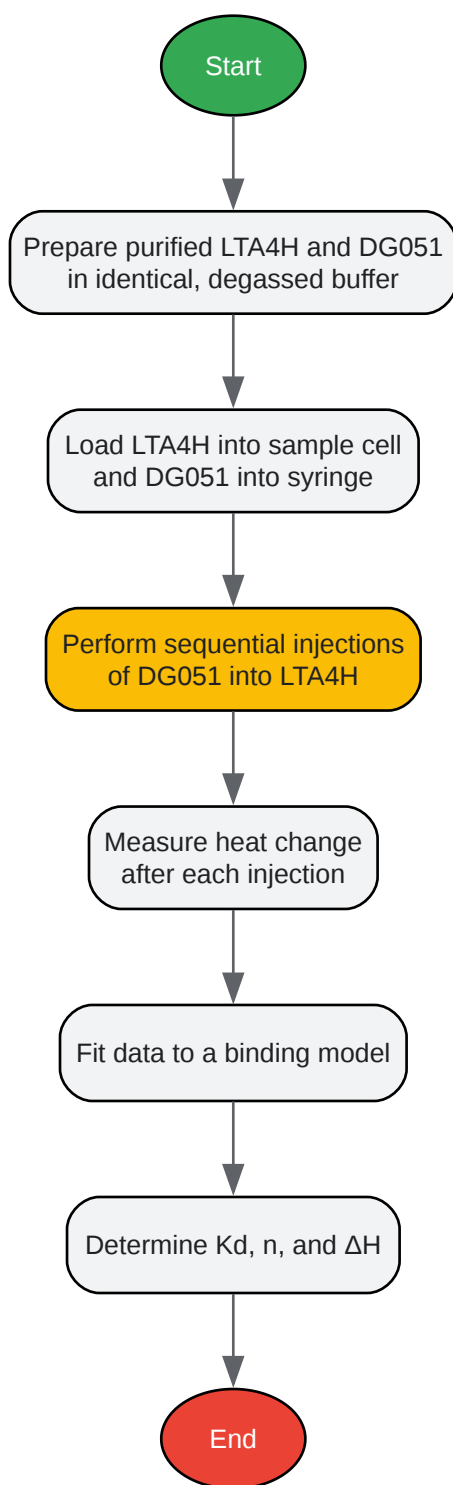 Start
Prepare purified LTA4H and DG051
in identical, degassed buffer
Load LTA4H into sample cell
and DG051 into syringe
Perform sequential injections
of DG051 into LTA4H
Measure heat change
after each injection
Fit data to a binding model
Determine Kd, n, and ΔH
End